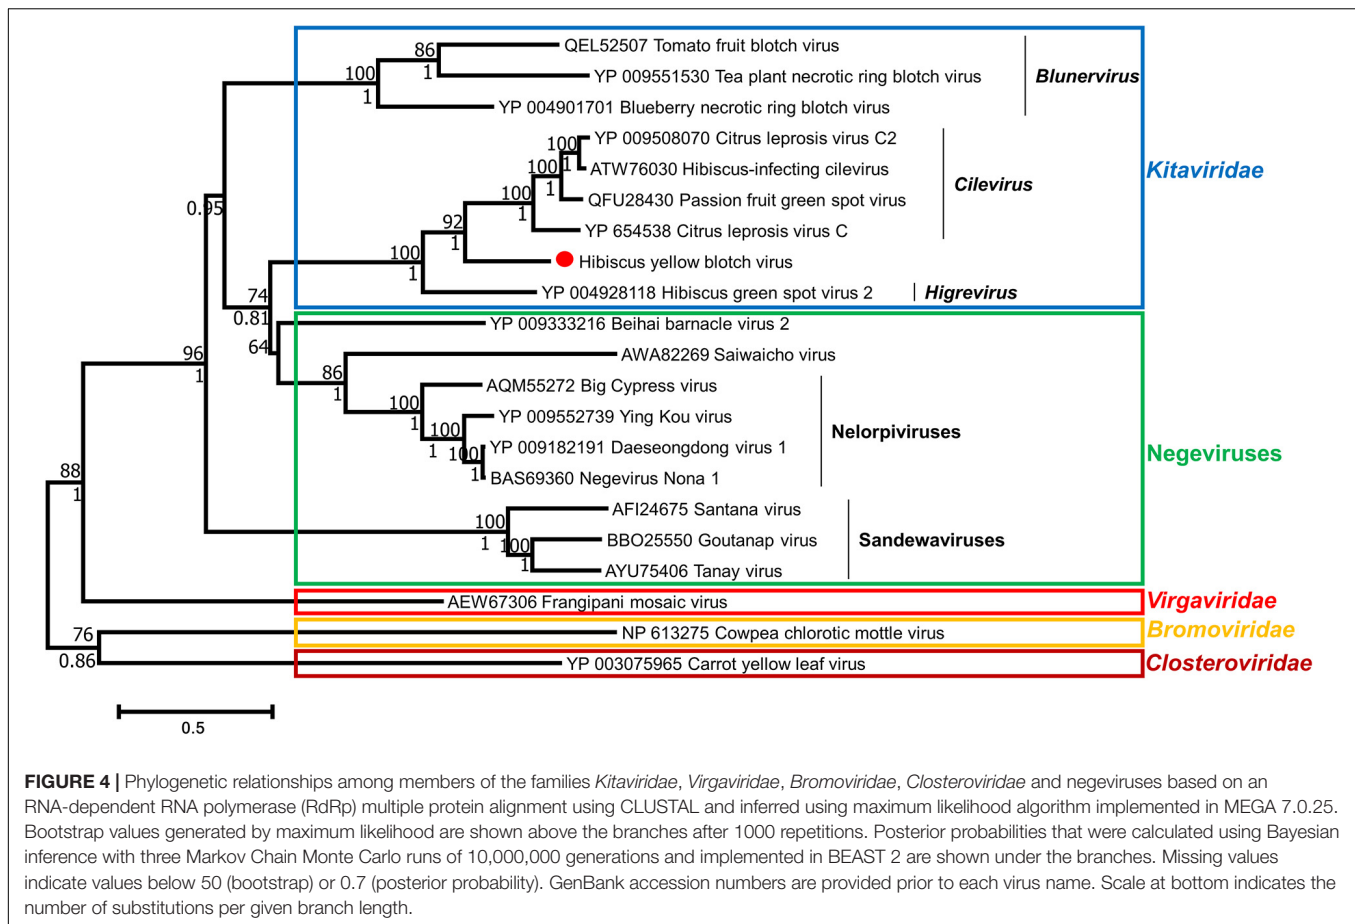 QEL52507 Tomato fruit blotch virus
86
1
YP 009551530 Tea plant necrotic ring blotch virus
Blunervirus
100
1
YP 004901701 Blueberry necrotic ring blotch virus
YP 009508070 Citrus leprosis virus C2
100
1
ATW76030 Hibiscus-infecting cilevirus
100
1
Kitaviridae
Cilevirus
QFU28430 Passion fruit green spot virus
100
1
0.95
YP 654538 Citrus leprosis virus C
92
1
Hibiscus yellow blotch virus
100
1
YP 004928118 Hibiscus green spot virus 2
Higrevirus
74
0.81
YP 009333216 Beihai barnacle virus 2
64
96
1
AWA82269 Saiwaicho virus
86
1
AQM55272 Big Cypress virus
100
1
YP 009552739 Ying Kou virus
Nelorpiviruses
100
1
YP 009182191 Daeseongdong virus 1
Negeviruses
100
1
BAS69360 Negevirus Nona 1
88
1
AFI24675 Santana virus
100
1
BBO25550 Goutanap virus
Sandewaviruses
100
1
AYU75406 Tanay virus
AEW67306 Frangipani mosaic virus
Virgaviridae
76
0.86
NP 613275 Cowpea chlorotic mottle virus
Bromoviridae
YP 003075965 Carrot yellow leaf virus
Closteroviridae
0.5
FIGURE 4 | Phylogenetic relationships among members of the families Kitaviridae, Virgaviridae, Bromoviridae, Closteroviridae and negeviruses based on an
RNA-dependent RNA polymerase (RdRp) multiple protein alignment using CLUSTAL and inferred using maximum likelihood algorithm implemented in MEGA 7.0.25.
Bootstrap values generated by maximum likelihood are shown above the branches after 1000 repetitions. Posterior probabilities that were calculated using Bayesian
inference with three Markov Chain Monte Carlo runs of 10,000,000 generations and implemented in BEAST 2 are shown under the branches. Missing values
indicate values below 50 (bootstrap) or 0.7 (posterior probability). GenBank accession numbers are provided prior to each virus name. Scale at bottom indicates the
number of substitutions per given branch length.